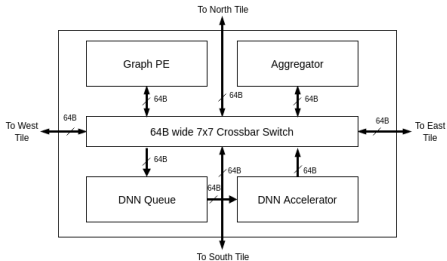 To North Tile
Graph PE
Aggregator
64B
64B
64B
64B
64B
To West
Tile
64B wide 7x7 Crossbar Switch
To East
Tile
64B
64B
64B
64B
DNN Queue
DNN Accelerator
To South Tile